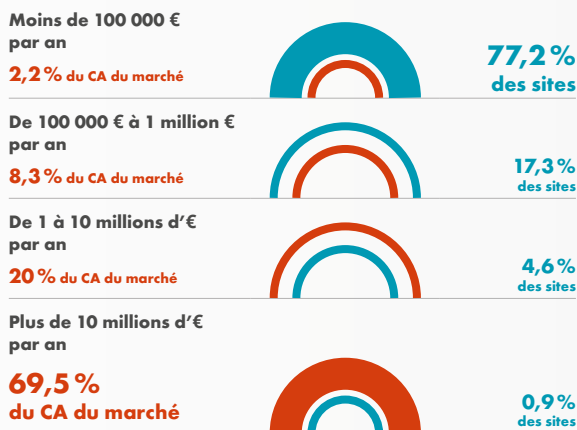 Moins de 100 000 €
par an
2,2 % du CA du marché
77,2 %
des sites
De 100 000 € à 1 million €
par an
8,3 % du CA du marché
17,3 %
des sites
De 1 à 10 millions d’€
par an
20 % du CA du marché
4,6 %
des sites
Plus de 10 millions d’€
par an
69,5 %
du CA du marché
0,9 %
des sites